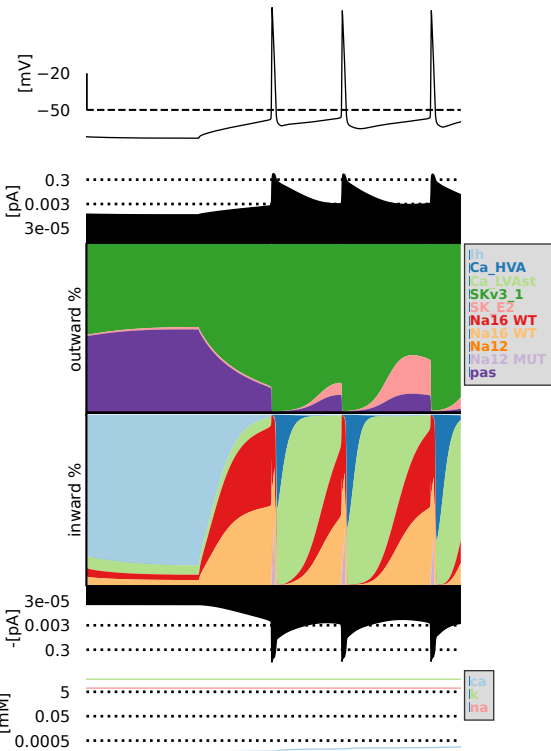 [mV]
−20
−50
[pA]
0.3
0.003
3e-05
outward %
Ih
Ca_HVA
Ca_LVAst
SKv3_1
SK_E2
Na16 WT
Na16 WT
Na12
Na12 MUT
pas
inward %
-[pA]
3e-05
0.003
0.3
[mM]
5
0.05
0.0005
ca
k
na